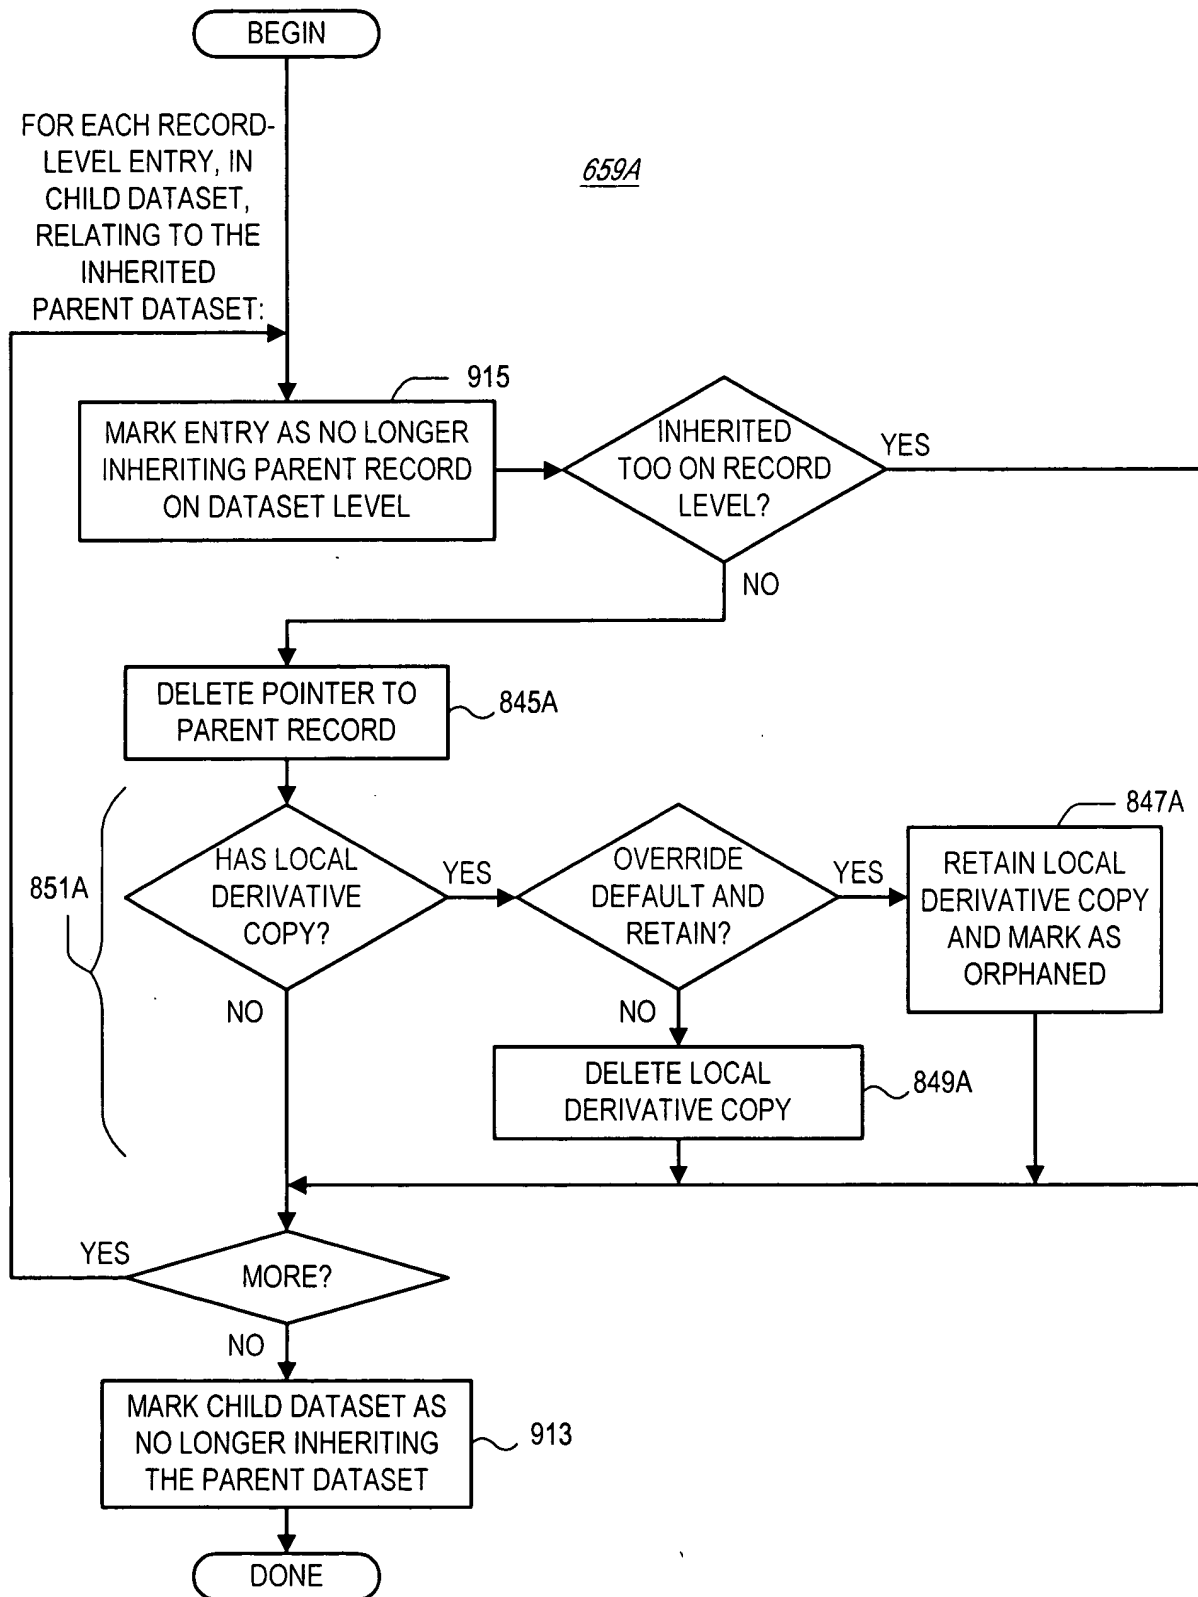 BEGIN
FOR EACH RECORD-
LEVEL ENTRY, IN
CHILD DATASET,
RELATING TO THE
INHERITED
PARENT DATASET:
659A
915
MARK ENTRY AS NO LONGER
INHERITING PARENT RECORD
ON DATASET LEVEL
INHERITED
TOO ON RECORD
LEVEL?
YES
NO
DELETE POINTER TO
PARENT RECORD
845A
851A
HAS LOCAL
DERIVATIVE
COPY?
YES
NO
OVERRIDE
DEFAULT AND
RETAIN?
YES
NO
847A
RETAIN LOCAL
DERIVATIVE COPY
AND MARK AS
ORPHANED
DELETE LOCAL
DERIVATIVE COPY
849A
YES
MORE?
NO
MARK CHILD DATASET AS
NO LONGER INHERITING
THE PARENT DATASET
913
DONE